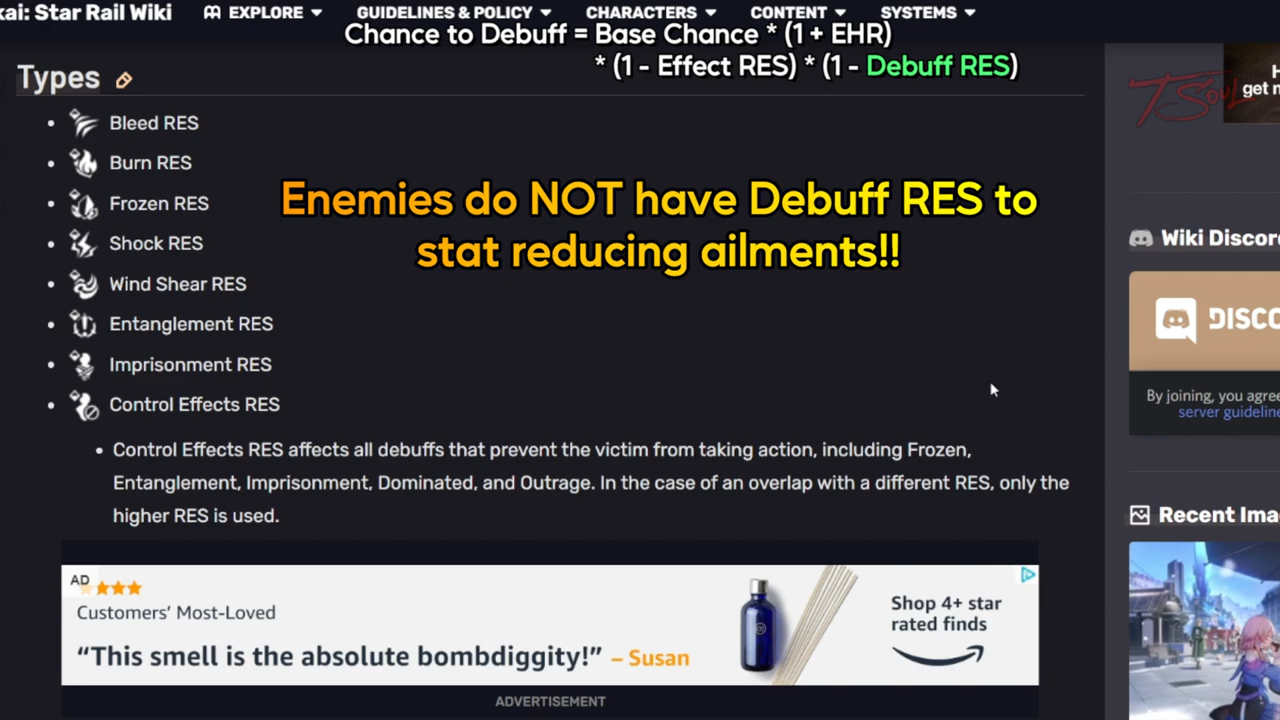 kai: Star Rail Wiki
EXPLORE
GUIDELINES & POLICY
CHARACTERS
CONTENT
SYSTEMS
Chance to Debuff = Base Chance * (1 + EHR)
* (1 - Effect RES) * (1 - Debuff RES)
Types
Bleed RES
Burn RES
Frozen RES
Shock RES
Wind Shear RES
Entanglement RES
Imprisonment RES
Control Effects RES
Enemies do NOT have Debuff RES to
stat reducing ailments!!
Control Effects RES affects all debuffs that prevent the victim from taking action, including Frozen,
Entanglement, Imprisonment, Dominated, and Outrage. In the case of an overlap with a different RES, only the
higher RES is used.
AD
Customers' Most-Loved
"This smell is the absolute bombdiggity!" – Susan
Shop 4+ star
rated finds
ADVERTISEMENT
TSOUL
H
get m
Wiki Discord
DISCO
By joining, you agree
server guideline
Recent Ima